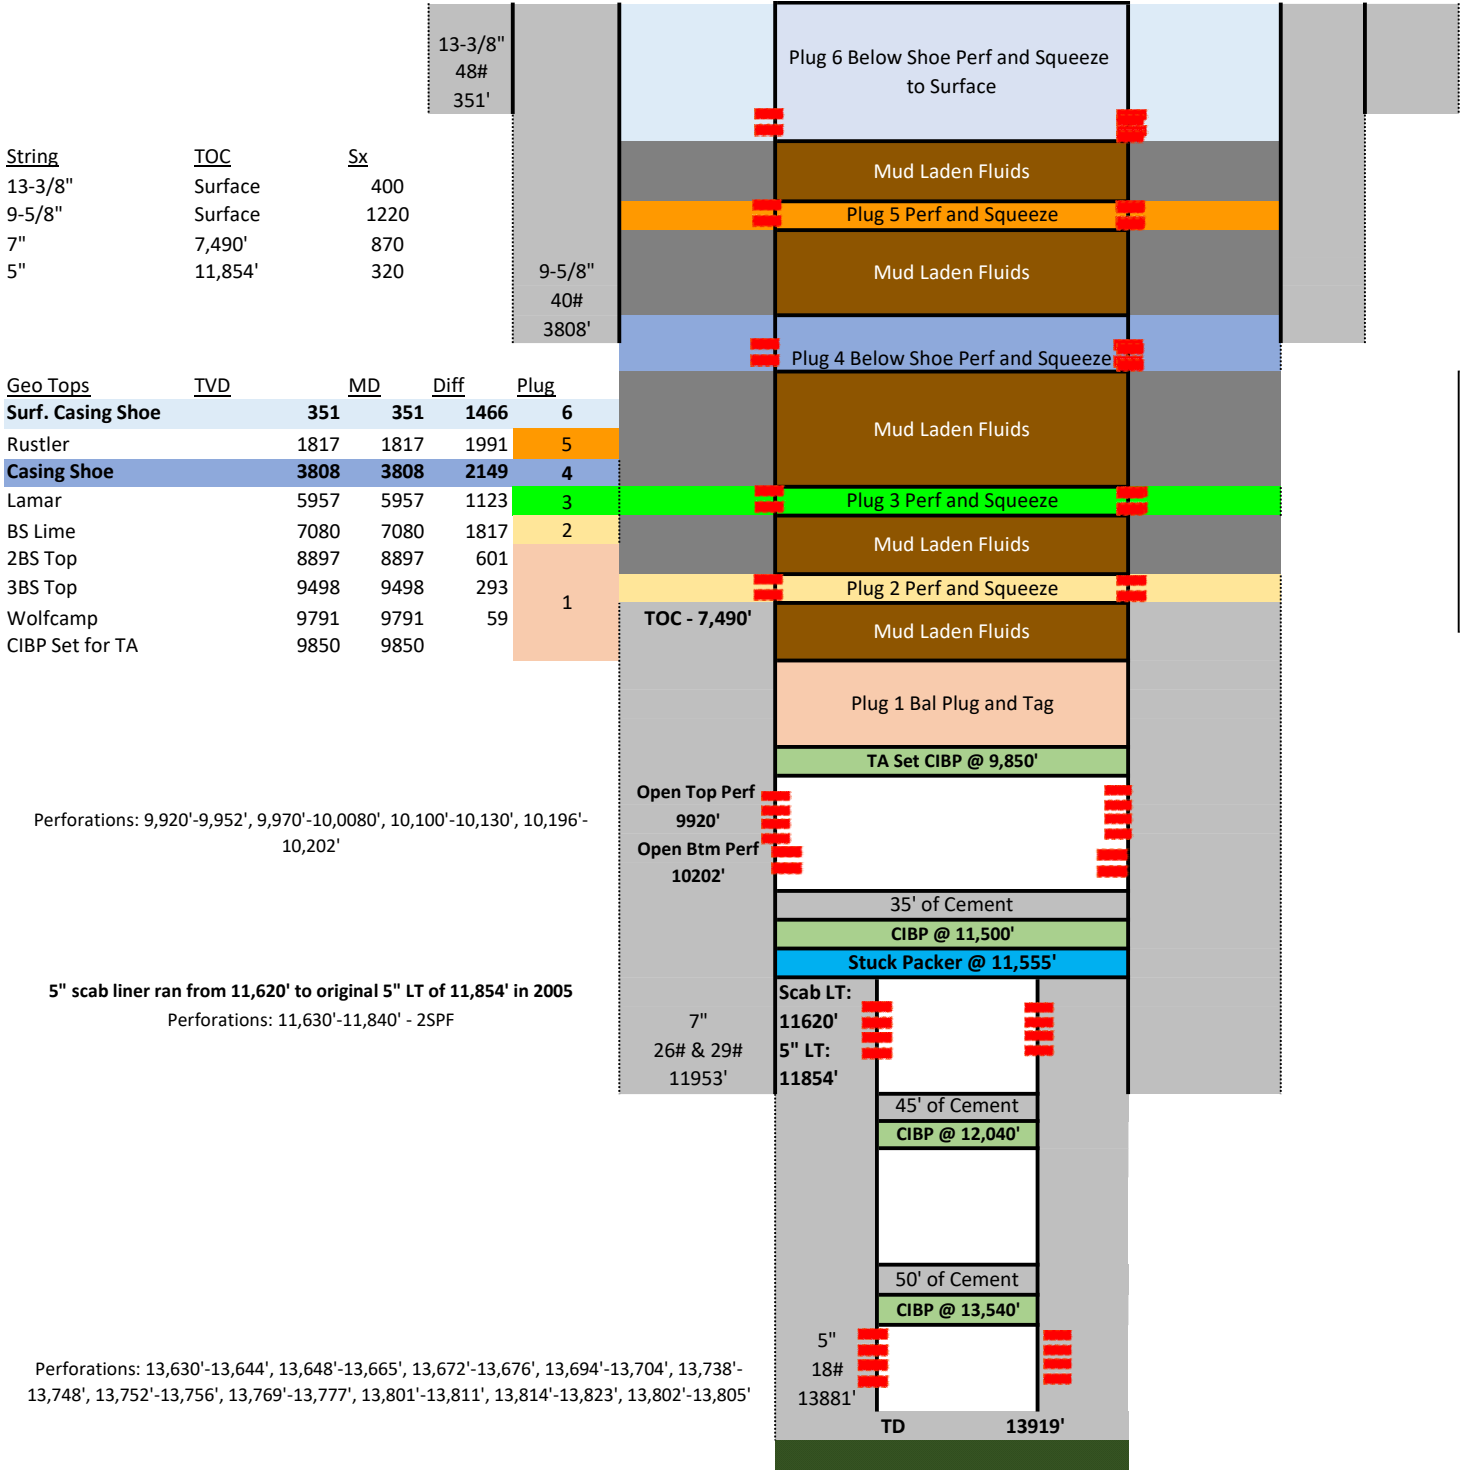 13-3/8"
48#
351'
Plug 6 Below Shoe Perf and Squeeze
to Surface
String TOC Sx
13-3/8" Surface 400
9-5/8" Surface 1220
7" 7,490' 870
5" 11,854' 320
Mud Laden Fluids
Plug 5 Perf and Squeeze
Mud Laden Fluids
9-5/8"
40#
3808'
Plug 4 Below Shoe Perf and Squeeze
Geo Tops TVD MD Diff Plug
Surf. Casing Shoe 351 351 1466 6
Rustler 1817 1817 1991 5
Casing Shoe 3808 3808 2149 4
Lamar 5957 5957 1123 3
BS Lime 7080 7080 1817 2
2BS Top 8897 8897 601
3BS Top 9498 9498 293
1
Wolfcamp 9791 9791 59
CIBP Set for TA 9850 9850
Mud Laden Fluids
Plug 3 Perf and Squeeze
Mud Laden Fluids
Plug 2 Perf and Squeeze
TOC - 7,490'
Mud Laden Fluids
Plug 1 Bal Plug and Tag
TA Set CIBP @ 9,850'
Open Top Perf
9920'
Open Btm Perf
10202'
Perforations: 9,920'-9,952', 9,970'-10,0080', 10,100'-10,130', 10,196'-
10,202'
35' of Cement
CIBP @ 11,500'
Stuck Packer @ 11,555'
5" scab liner ran from 11,620' to original 5" LT of 11,854' in 2005
Perforations: 11,630'-11,840' - 2SPF
7"
26# & 29#
11953'
Scab LT:
11620'
5" LT:
11854'
45' of Cement
CIBP @ 12,040'
50' of Cement
CIBP @ 13,540'
5"
18#
13881'
Perforations: 13,630'-13,644', 13,648'-13,665', 13,672'-13,676', 13,694'-13,704', 13,738'-
13,748', 13,752'-13,756', 13,769'-13,777', 13,801'-13,811', 13,814'-13,823', 13,802'-13,805'
TD 13919'